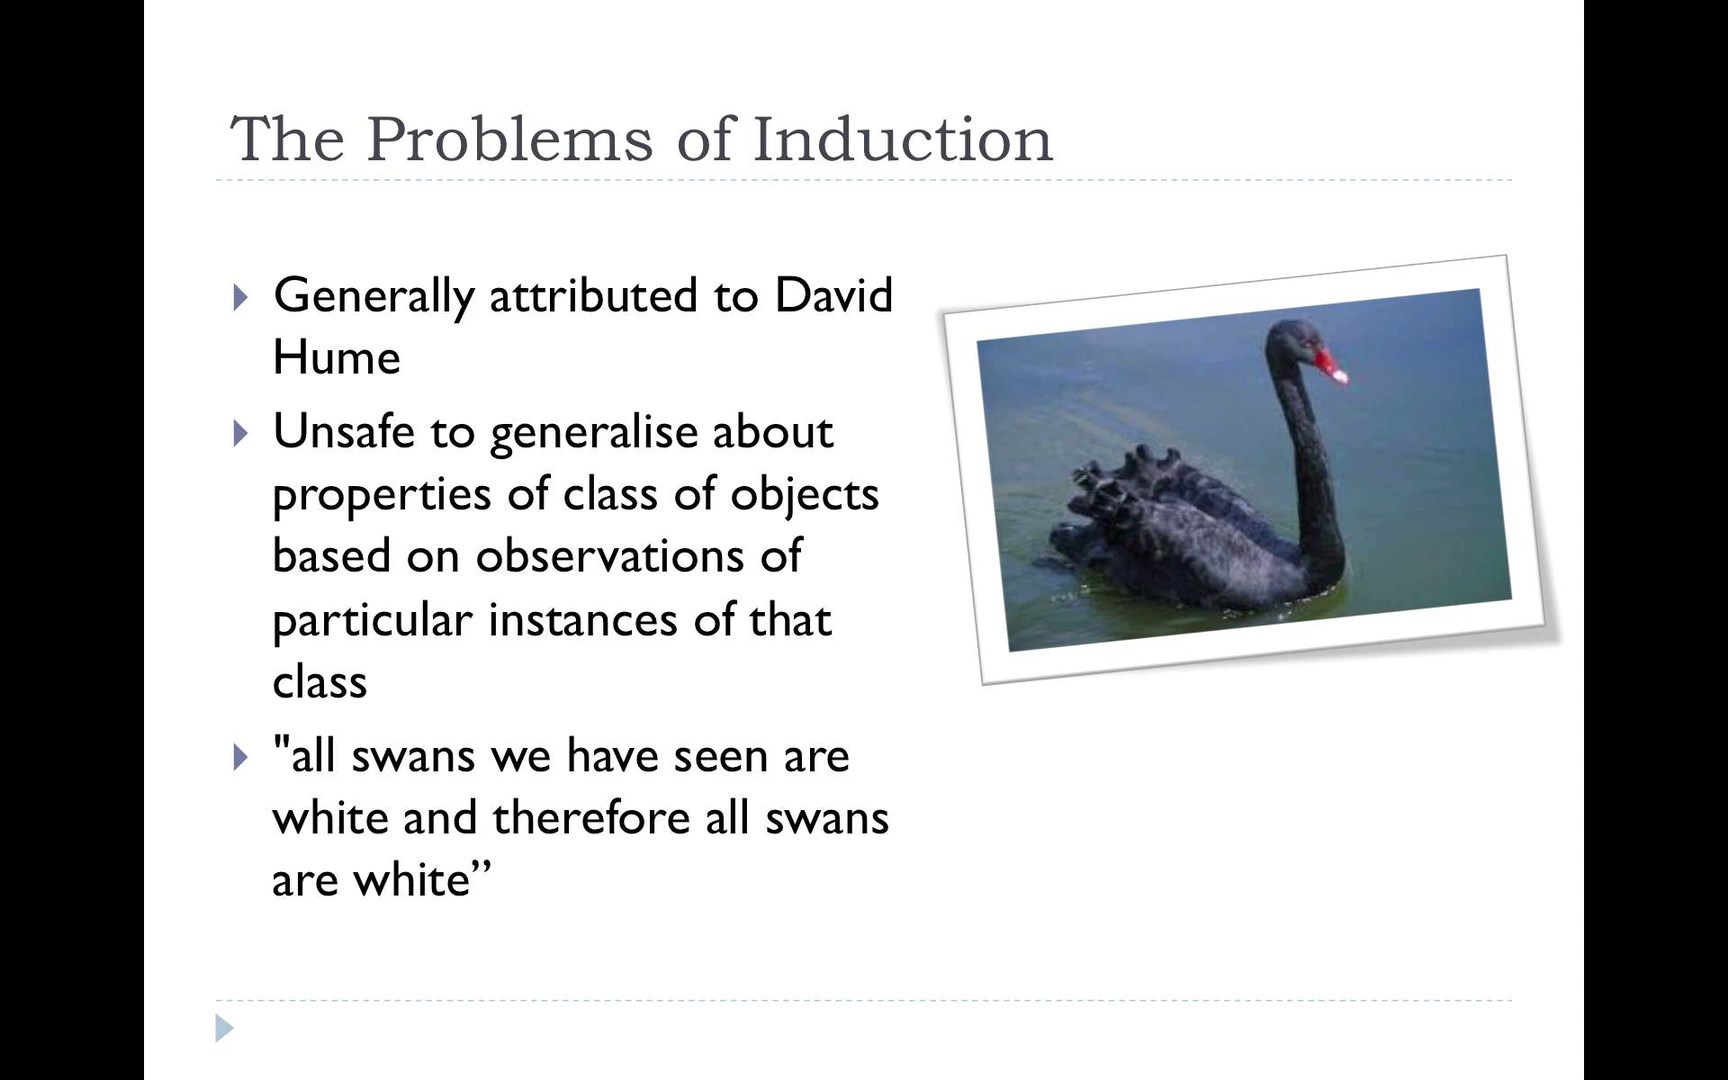 The Problems of Induction
Generally attributed to David
Hume
Unsafe to generalise about
properties of class of objects
based on observations of
particular instances of that
class
"all swans we have seen are
white and therefore all swans
are white”